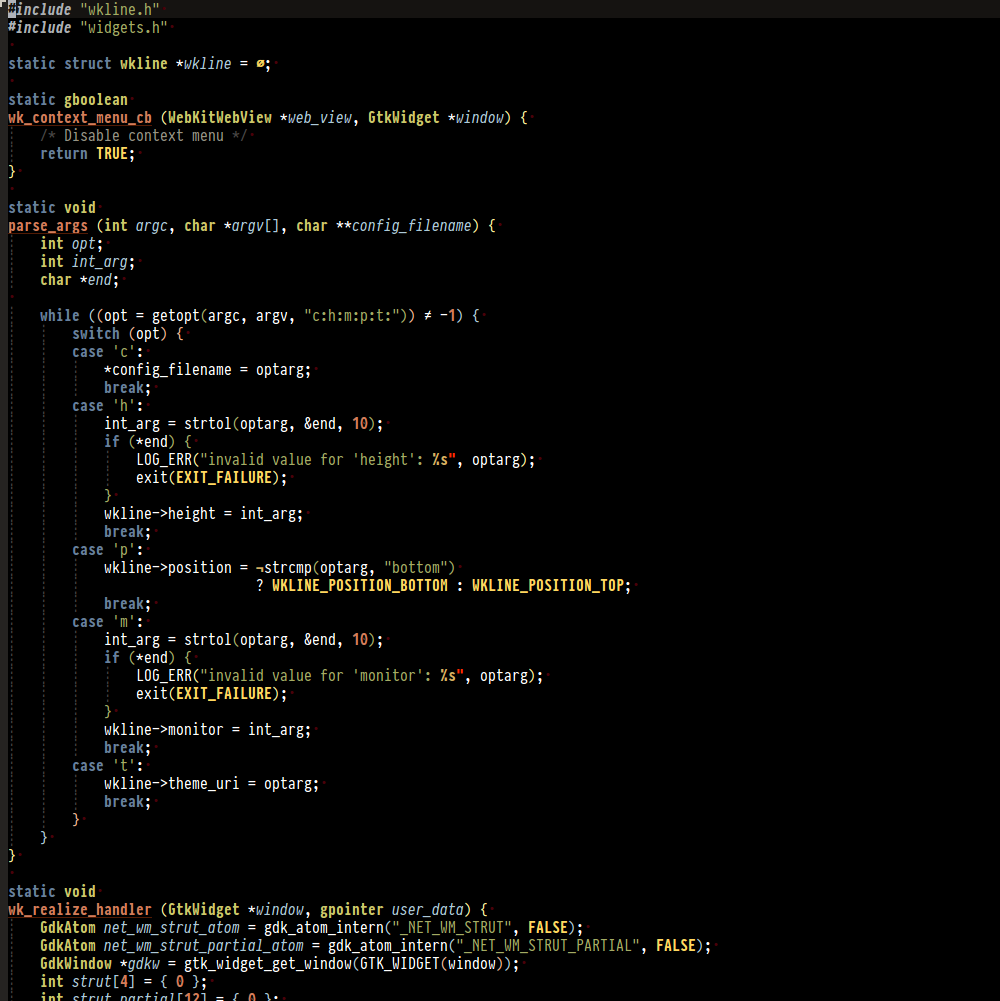 #include "wkline.h"
#include "widgets.h"

static struct wkline *wkline = ∅;

static gboolean
wk_context_menu_cb (WebKitWebView *web_view, GtkWidget *window) {
    /* Disable context menu */
    return TRUE;
}

static void
parse_args (int argc, char *argv[], char **config_filename) {
    int opt;
    int int_arg;
    char *end;

    while ((opt = getopt(argc, argv, "c:h:m:p:t:")) ≠ -1) {
        switch (opt) {
        case 'c':
            *config_filename = optarg;
            break;
        case 'h':
            int_arg = strtol(optarg, &end, 10);
            if (*end) {
                LOG_ERR("invalid value for 'height': %s", optarg);
                exit(EXIT_FAILURE);
            }
            wkline->height = int_arg;
            break;
        case 'p':
            wkline->position = ¬strcmp(optarg, "bottom")
                               ? WKLINE_POSITION_BOTTOM : WKLINE_POSITION_TOP;
            break;
        case 'm':
            int_arg = strtol(optarg, &end, 10);
            if (*end) {
                LOG_ERR("invalid value for 'monitor': %s", optarg);
                exit(EXIT_FAILURE);
            }
            wkline->monitor = int_arg;
            break;
        case 't':
            wkline->theme_uri = optarg;
            break;
        }
    }
}

static void
wk_realize_handler (GtkWidget *window, gpointer user_data) {
    GdkAtom net_wm_strut_atom = gdk_atom_intern("_NET_WM_STRUT", FALSE);
    GdkAtom net_wm_strut_partial_atom = gdk_atom_intern("_NET_WM_STRUT_PARTIAL", FALSE);
    GdkWindow *gdkw = gtk_widget_get_window(GTK_WIDGET(window));
    int strut[4] = { 0 };
    int strut_partial[12] = { 0 };